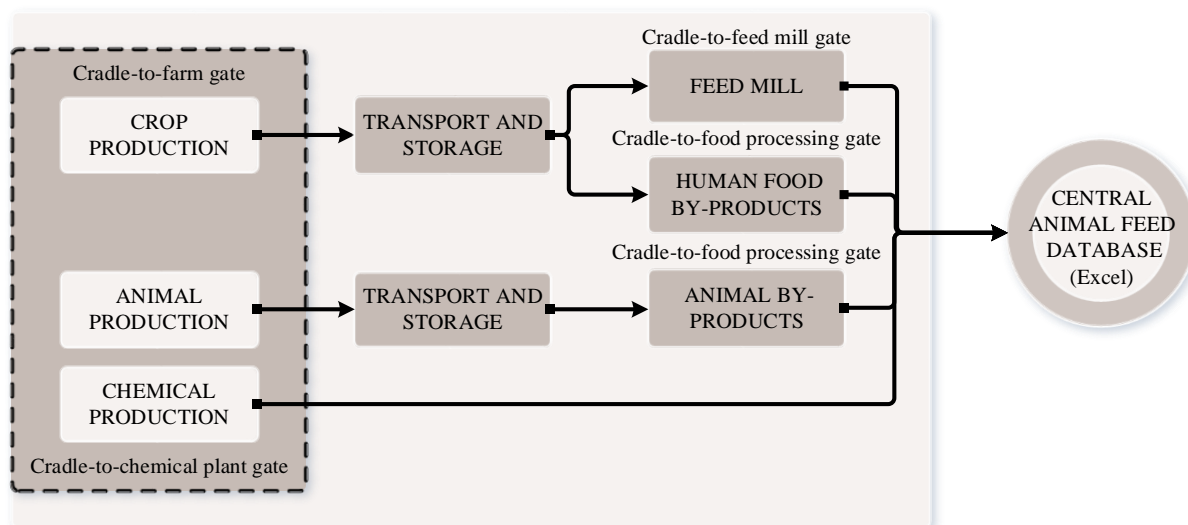 Cradle-to-farm gate
CROP
PRODUCTION
TRANSPORT AND
STORAGE
Cradle-to-feed mill gate
FEED MILL
Cradle-to-food processing gate
HUMAN FOOD
BY-PRODUCTS
Cradle-to-food processing gate
ANIMAL
PRODUCTION
TRANSPORT AND
STORAGE
ANIMAL BY-
PRODUCTS
CHEMICAL
PRODUCTION
Cradle-to-chemical plant gate
CENTRAL
ANIMAL FEED
DATABASE
(Excel)